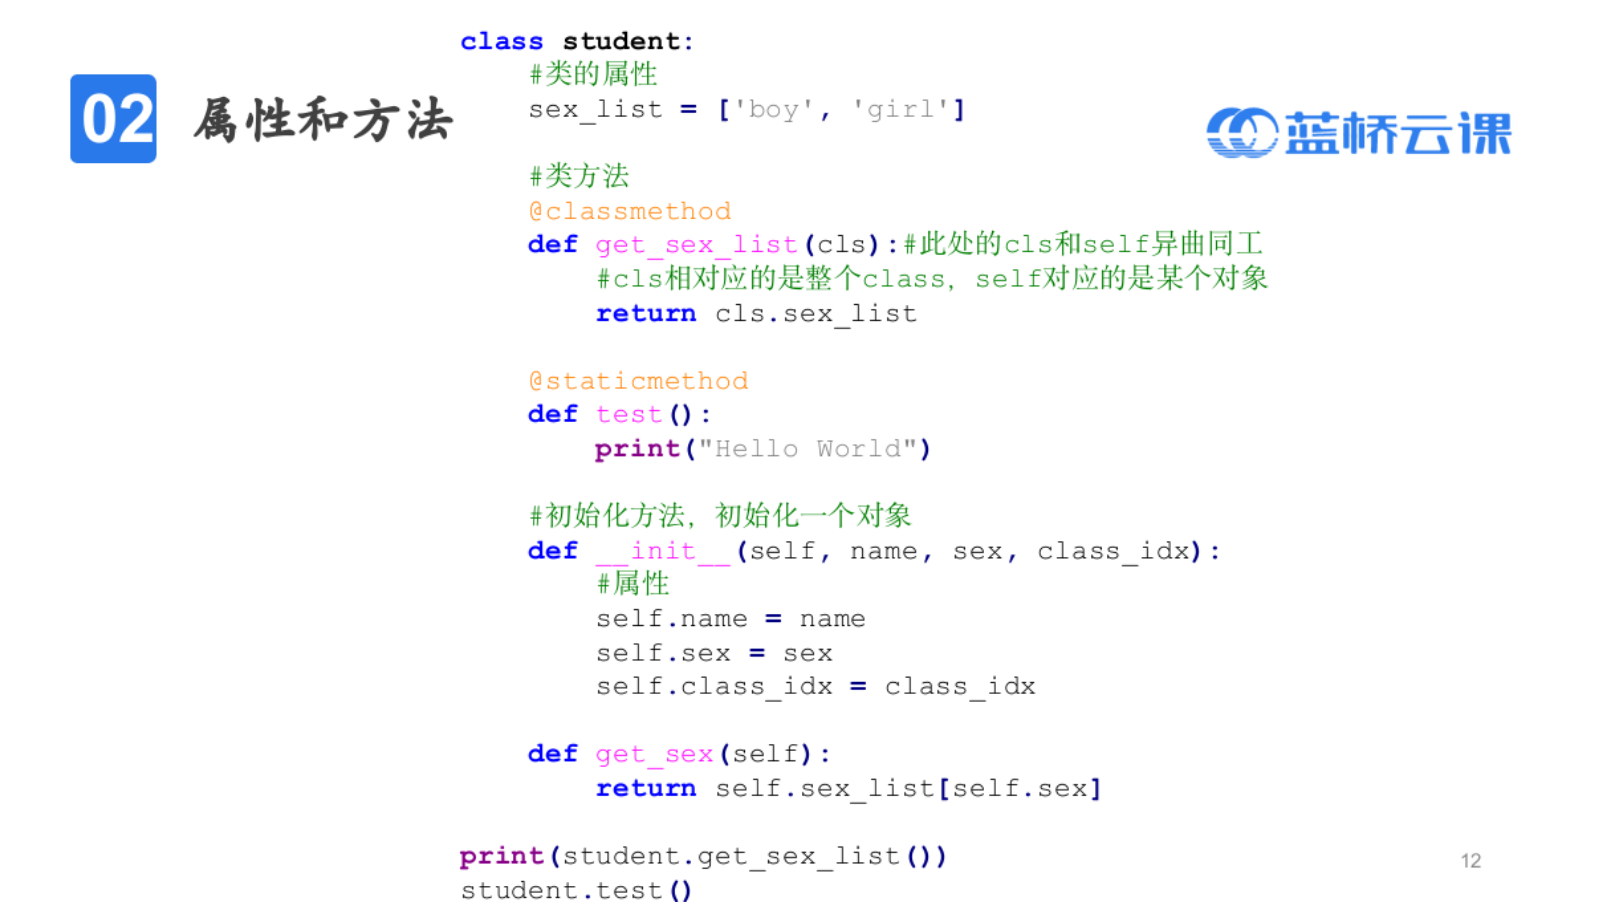 02 属性和方法
蓝桥云课
class student:
    #类的属性
    sex_list = ['boy', 'girl']
    #类方法
    @classmethod
    def get_sex_list(cls):#此处的cls和self异曲同工
        #cls相对应的是整个class, self对应的是某个对象
        return cls.sex_list
    @staticmethod
    def test():
        print("Hello World")
    #初始化方法, 初始化一个对象
    def __init__(self, name, sex, class_idx):
        #属性
        self.name = name
        self.sex = sex
        self.class_idx = class_idx
    def get_sex(self):
        return self.sex_list[self.sex]
print(student.get_sex_list())
student.test()
12